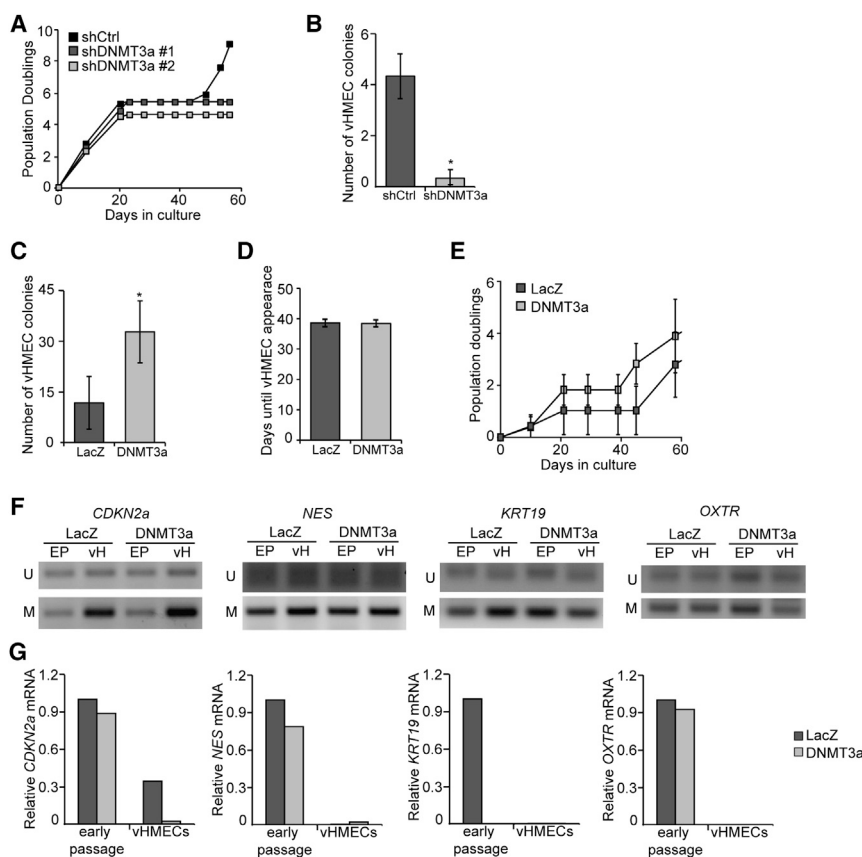 A
shCtrl
shDNMT3a #1
shDNMT3a #2
Population Doublings
10
8
6
4
2
0
0 20 40 60
Days in culture
B
Number of vHMEC colonies
6
4
2
0
*
shCtrl shDNMT3a
C
Number of vHMEC colonies
45
30
15
0
*
LacZ DNMT3a
D
Days until vHMEC appearace
50
40
30
20
10
0
LacZ DNMT3a
E
LacZ
DNMT3a
Population doublings
6
4
2
0
0 20 40 60
Days in culture
F
CDKN2a
LacZ DNMT3a
EP vH EP vH
U
M
NES
LacZ DNMT3a
EP vH EP vH
U
M
KRT19
LacZ DNMT3a
EP vH EP vH
U
M
OXTR
LacZ DNMT3a
EP vH EP vH
U
M
G
Relative CDKN2a mRNA
1.2
0.9
0.6
0.3
0
early passage
vHMECs
Relative NES mRNA
1.2
0.9
0.6
0.3
0
early passage
vHMECs
Relative KRT19 mRNA
1.2
0.9
0.6
0.3
0
early passage
vHMECs
Relative OXTR mRNA
1.2
0.9
0.6
0.3
0
early passage
vHMECs
LacZ
DNMT3a